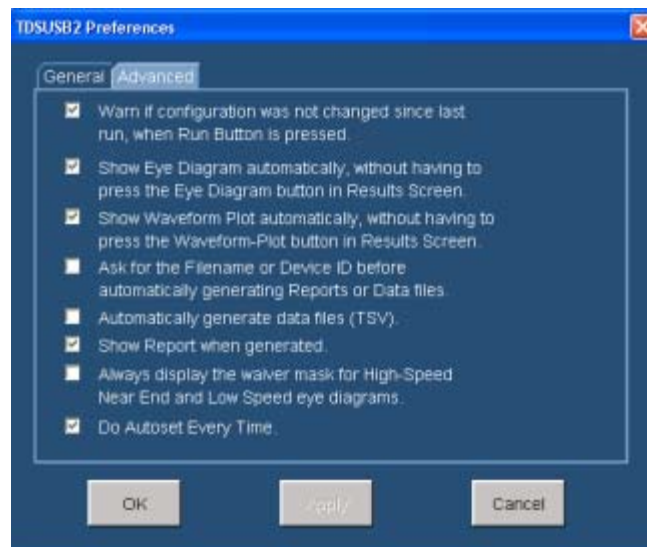 TDSUSB2 Preferences
General Advanced
Warn if configuration was not changed since last
run, when Run Button is pressed.
Show Eye Diagram automatically, without having to
press the Eye Diagram button in Results Screen.
Show Waveform Plot automatically, without having to
press the Waveform-Plot button in Results Screen.
Ask for the Filename or Device ID before
automatically generating Reports or Data files.
Automatically generate data files (TSV).
Show Report when generated.
Always display the waiver mask for High-Speed
Near End and Low Speed eye diagrams.
Do Autoset Every Time.
OK Apply Cancel